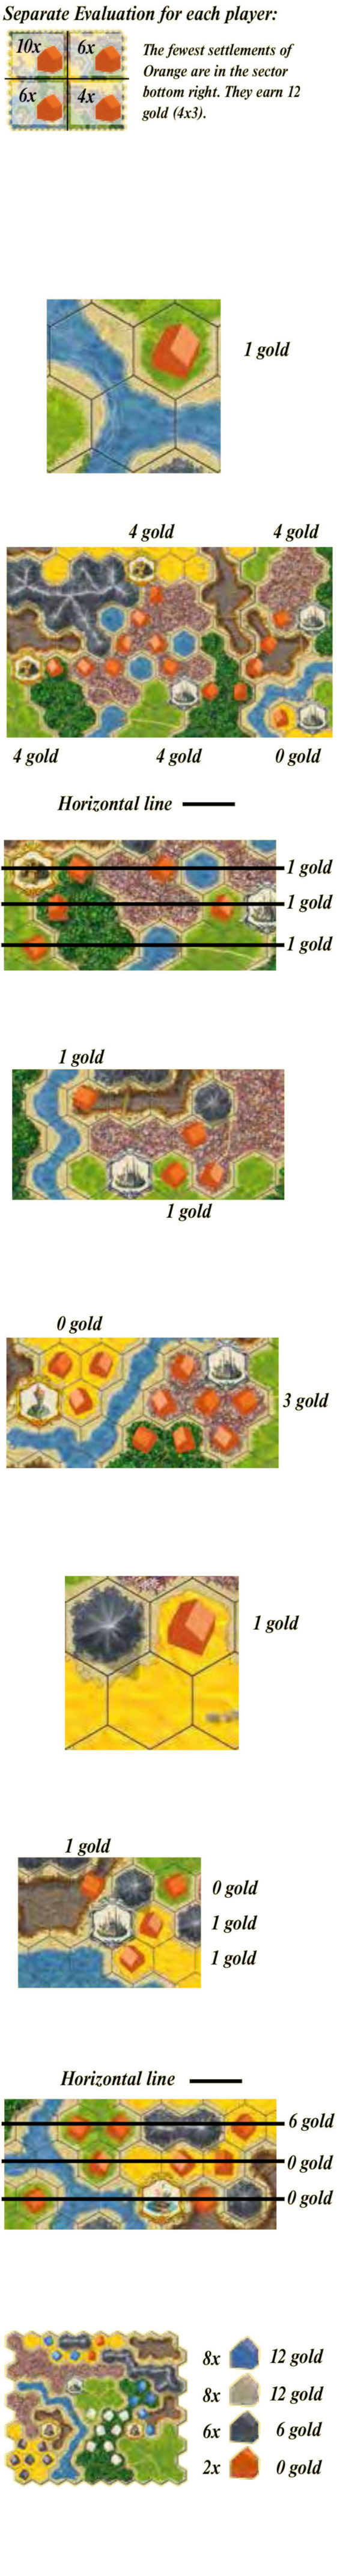 Separate Evaluation for each player:
10x 6x
6x 4x
The fewest settlements of
Orange are in the sector
bottom right. They earn 12
gold (4x3).
1 gold
4 gold 4 gold
4 gold 4 gold 0 gold
Horizontal line
1 gold
1 gold
1 gold
1 gold
1 gold
0 gold
3 gold
1 gold
1 gold
0 gold
1 gold
1 gold
Horizontal line
6 gold
0 gold
0 gold
8x 12 gold
8x 12 gold
6x 6 gold
2x 0 gold